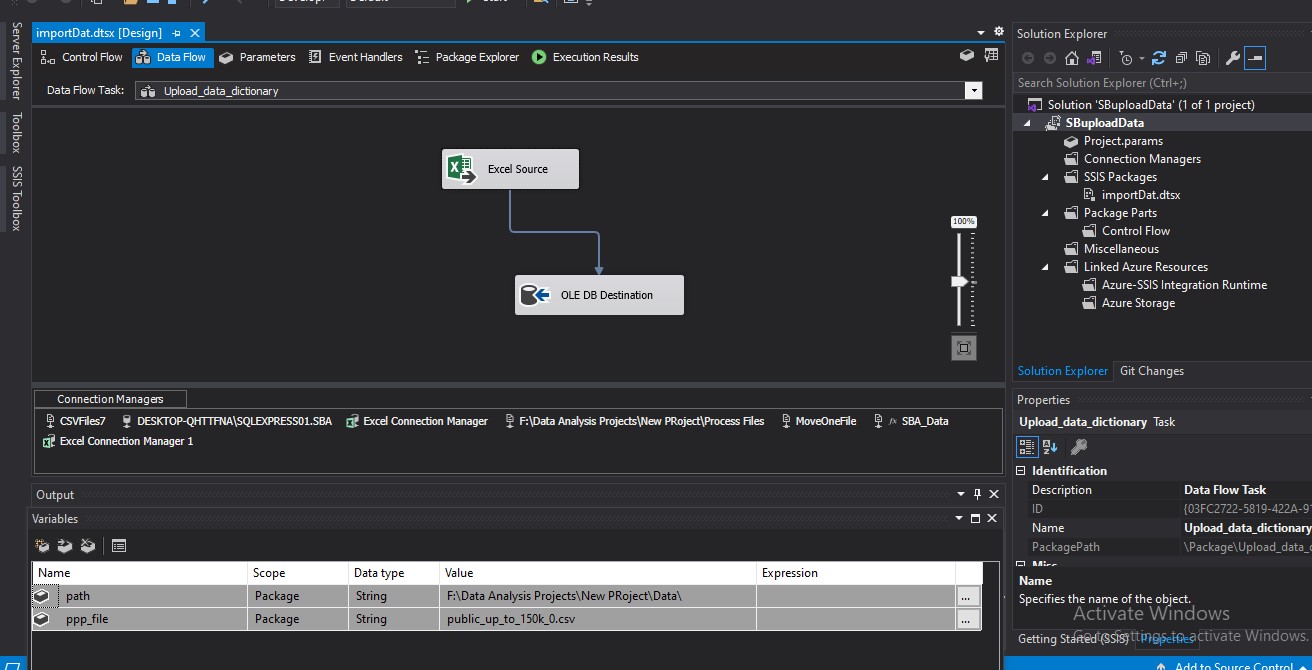 importDat.dtsx [Design]
Control Flow
Data Flow
Parameters
Event Handlers
Package Explorer
Execution Results
Data Flow Task:
Upload_data_dictionary
Server Explorer
Toolbox
SSIS Toolbox
Excel Source
OLE DB Destination
100%
Connection Managers
CSVFiles7
DESKTOP-QHTTFNA\SQLEXPRESS01.SBA
Excel Connection Manager
F:\Data Analysis Projects\New PRoject\Process Files
MoveOneFile
fx SBA_Data
Excel Connection Manager 1
Output
Variables
Name Scope Data type Value Expression
path Package String F:\Data Analysis Projects\New PRoject\Data\ ...
ppp_file Package String public_up_to_150k_0.csv ...
Solution Explorer
Search Solution Explorer (Ctrl+;)
Solution 'SBuploadData' (1 of 1 project)
SBuploadData
Project.params
Connection Managers
SSIS Packages
importDat.dtsx
Package Parts
Control Flow
Miscellaneous
Linked Azure Resources
Azure-SSIS Integration Runtime
Azure Storage
Solution Explorer
Git Changes
Properties
Upload_data_dictionary Task
Identification
Description Data Flow Task
ID {03FC2722-5819-422A-91
Name Upload_data_dictionary
PackagePath \Package\Upload_data_d
Misc
Name
Specifies the name of the object.
Activate Windows
Go to Settings to activate Windows.
Getting Started (SSIS)
Properties
Add to Source Control